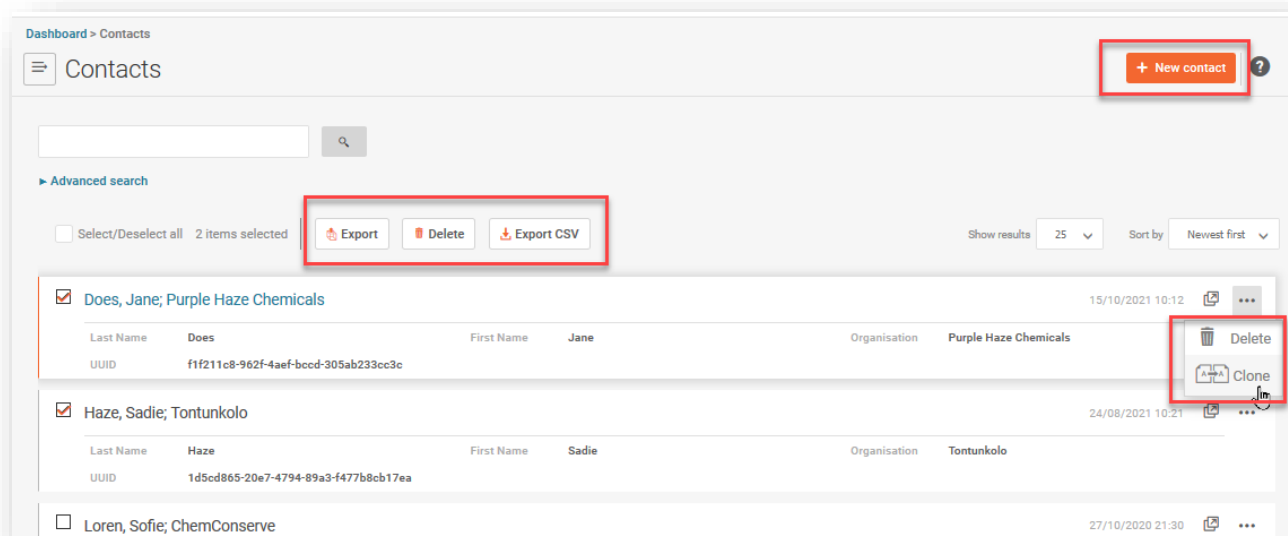 Dashboard > Contacts
Contacts
+ New contact
?
Advanced search
Select/Deselect all 2 items selected Export Delete Export CSV Show results 25 Sort by Newest first
Does, Jane; Purple Haze Chemicals 15/10/2021 10:12
Last Name Does First Name Jane Organisation Purple Haze Chemicals
UUID f1f211c8-962f-4aef-bccd-305ab233cc3c
Delete
A A Clone
Haze, Sadie; Tontunkolo 24/08/2021 10:21
Last Name Haze First Name Sadie Organisation Tontunkolo
UUID 1d5cd865-20e7-4794-89a3-f477b8cb17ea
Loren, Sofie; ChemConserve 27/10/2020 21:30